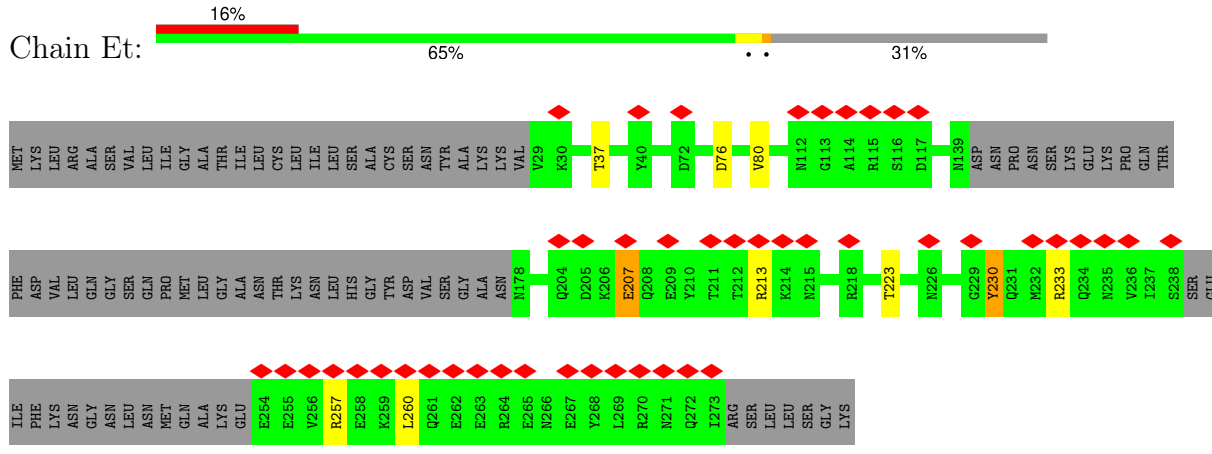 16%
Chain Et:
65%
• •
31%
MET LYS LEU ARG ALA SER VAL LEU ILE GLY ALA THR ILE LEU CYS LEU ILE LEU SER ALA CYS SER ASN TYR ALA LYS LYS VAL V29 K30 T37 Y40 D72 D76 V80 N112 G113 A114 R115 S116 D117 N139 ASP ASN PRO ASN SER LYS GLU LYS PRO GLN THR
PHE ASP VAL LEU GLN GLY SER GLN PRO MET LEU GLY ALA ASN THR LYS ASN LEU HIS GLY TYR ASP VAL SER GLY ALA ASN N178 Q204 D205 K206 E207 Q208 E209 Y210 T211 T212 R213 K214 N215 R218 T223 N226 G229 Y230 Q231 M232 R233 Q234 N235 V236 I237 S238 SER GLU
ILE PHE LYS ASN GLY ASN LEU ASN MET GLN ALA LYS GLU E254 E255 V256 R257 E258 K259 L260 Q261 E262 E263 R264 E265 N266 E267 Y268 L269 R270 N271 Q272 I273 ARG SER LEU LEU SER GLY LYS